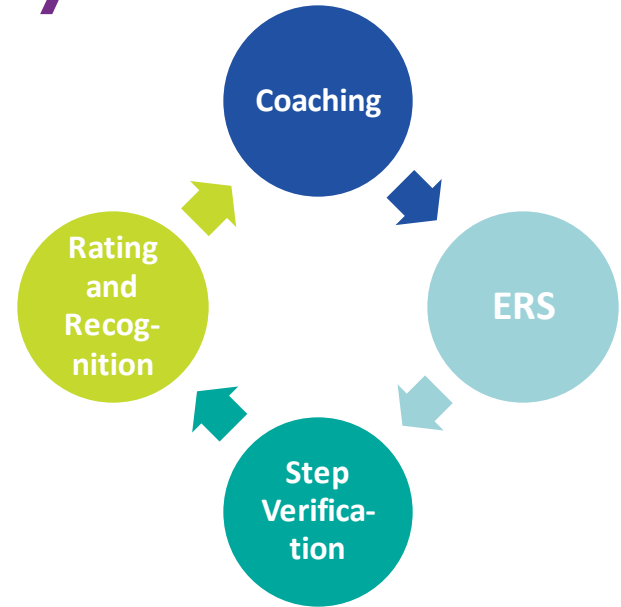 Coaching
ERS
Step
Verifica-
tion
Rating
and
Recog-
nition